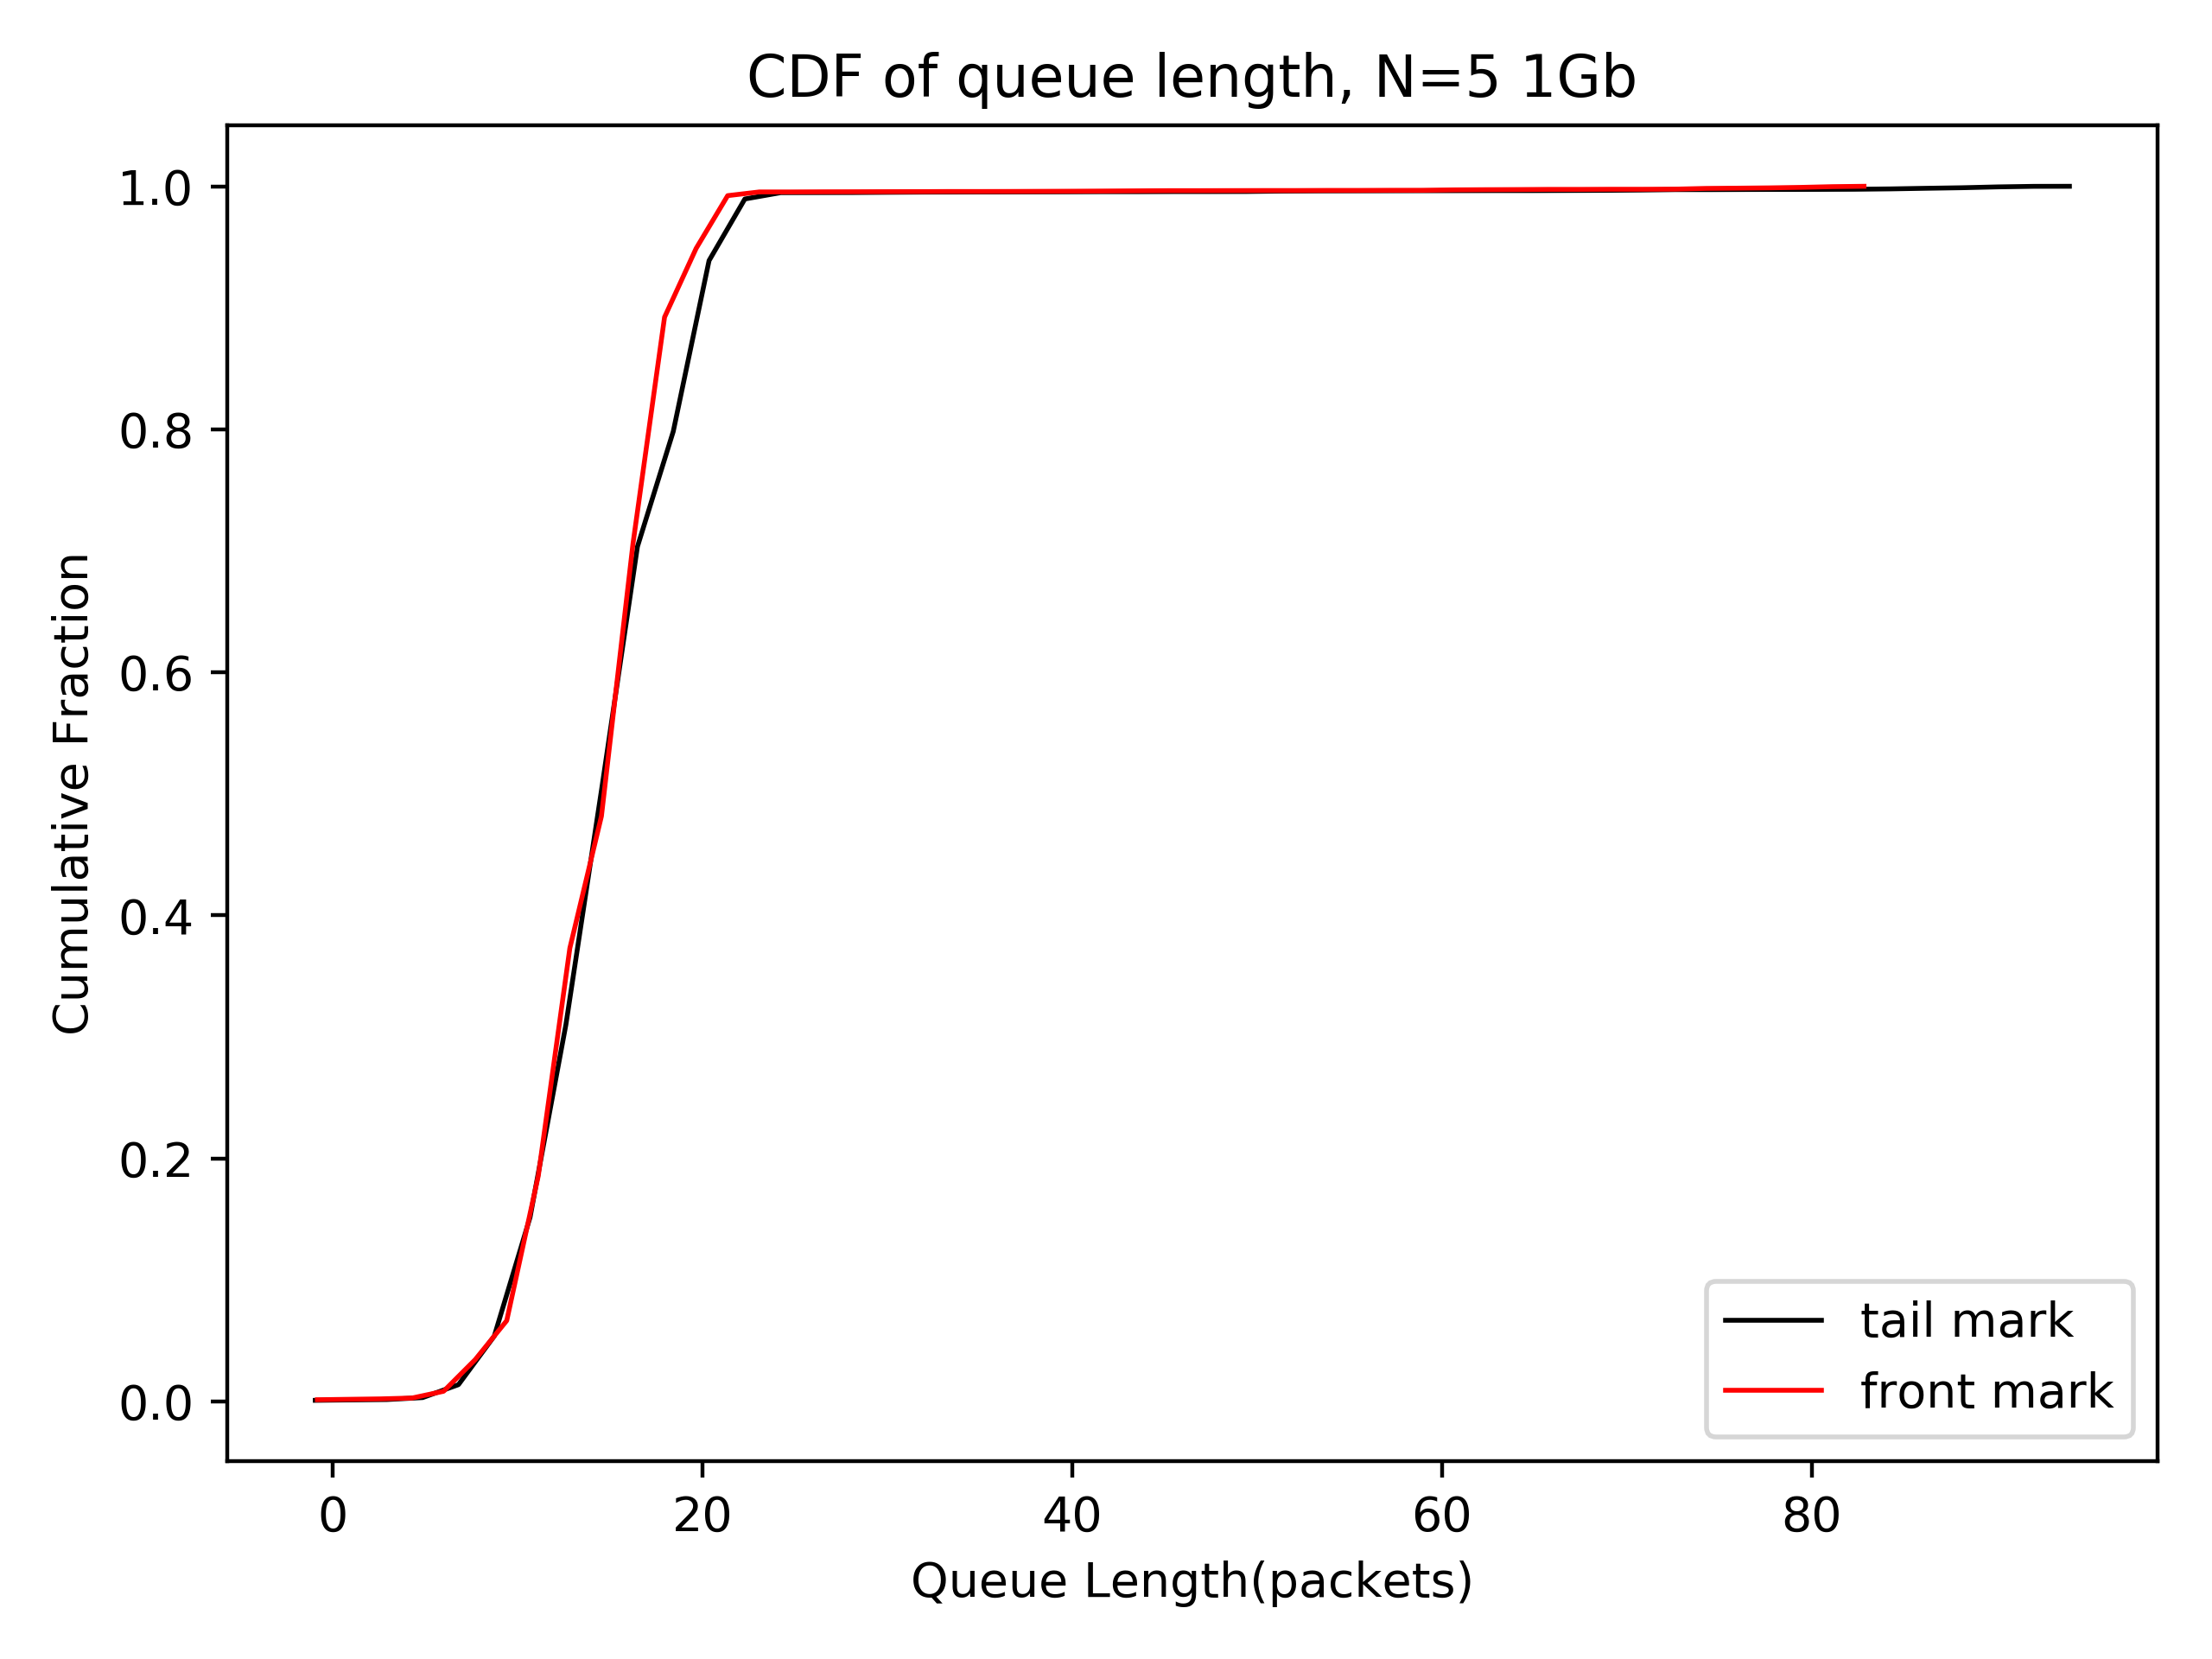 CDF of queue length, N=5 1Gb
1.0
0.8
0.6
0.4
0.2
0.0
Cumulative Fraction
0 20 40 60 80
Queue Length(packets)
tail mark
front mark